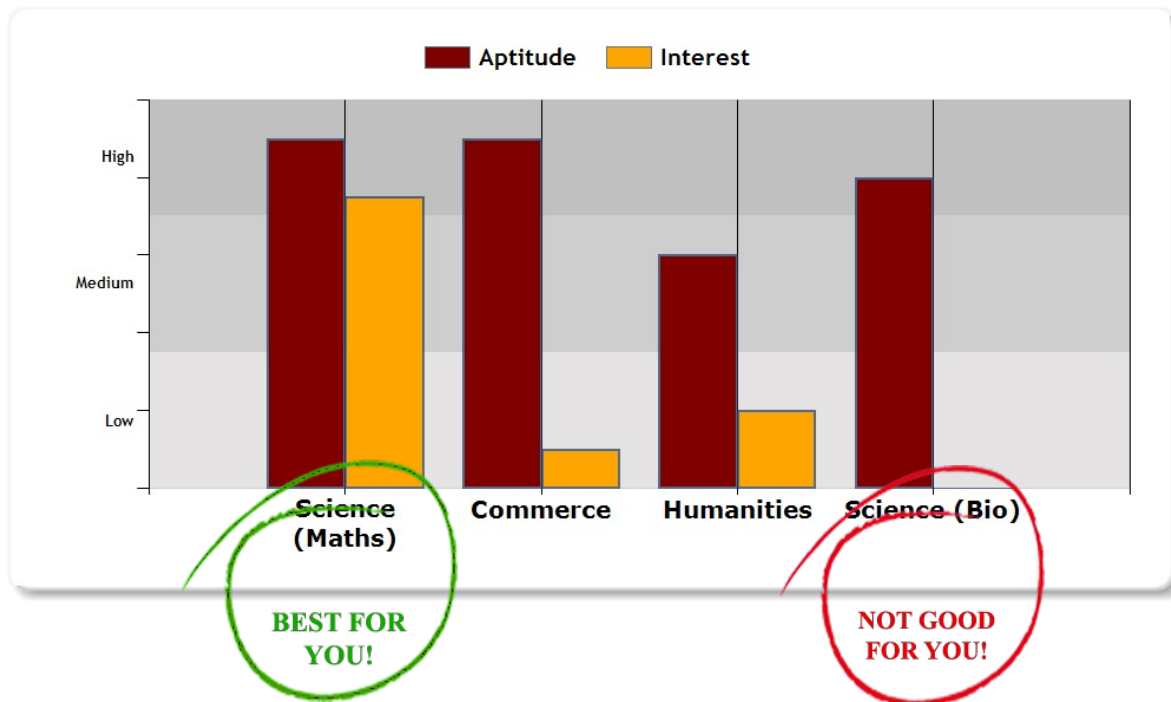 Aptitude Interest
High
Medium
Low
Science
(Maths)
Commerce
Humanities
Science (Bio)
BEST FOR
YOU!
NOT GOOD
FOR YOU!